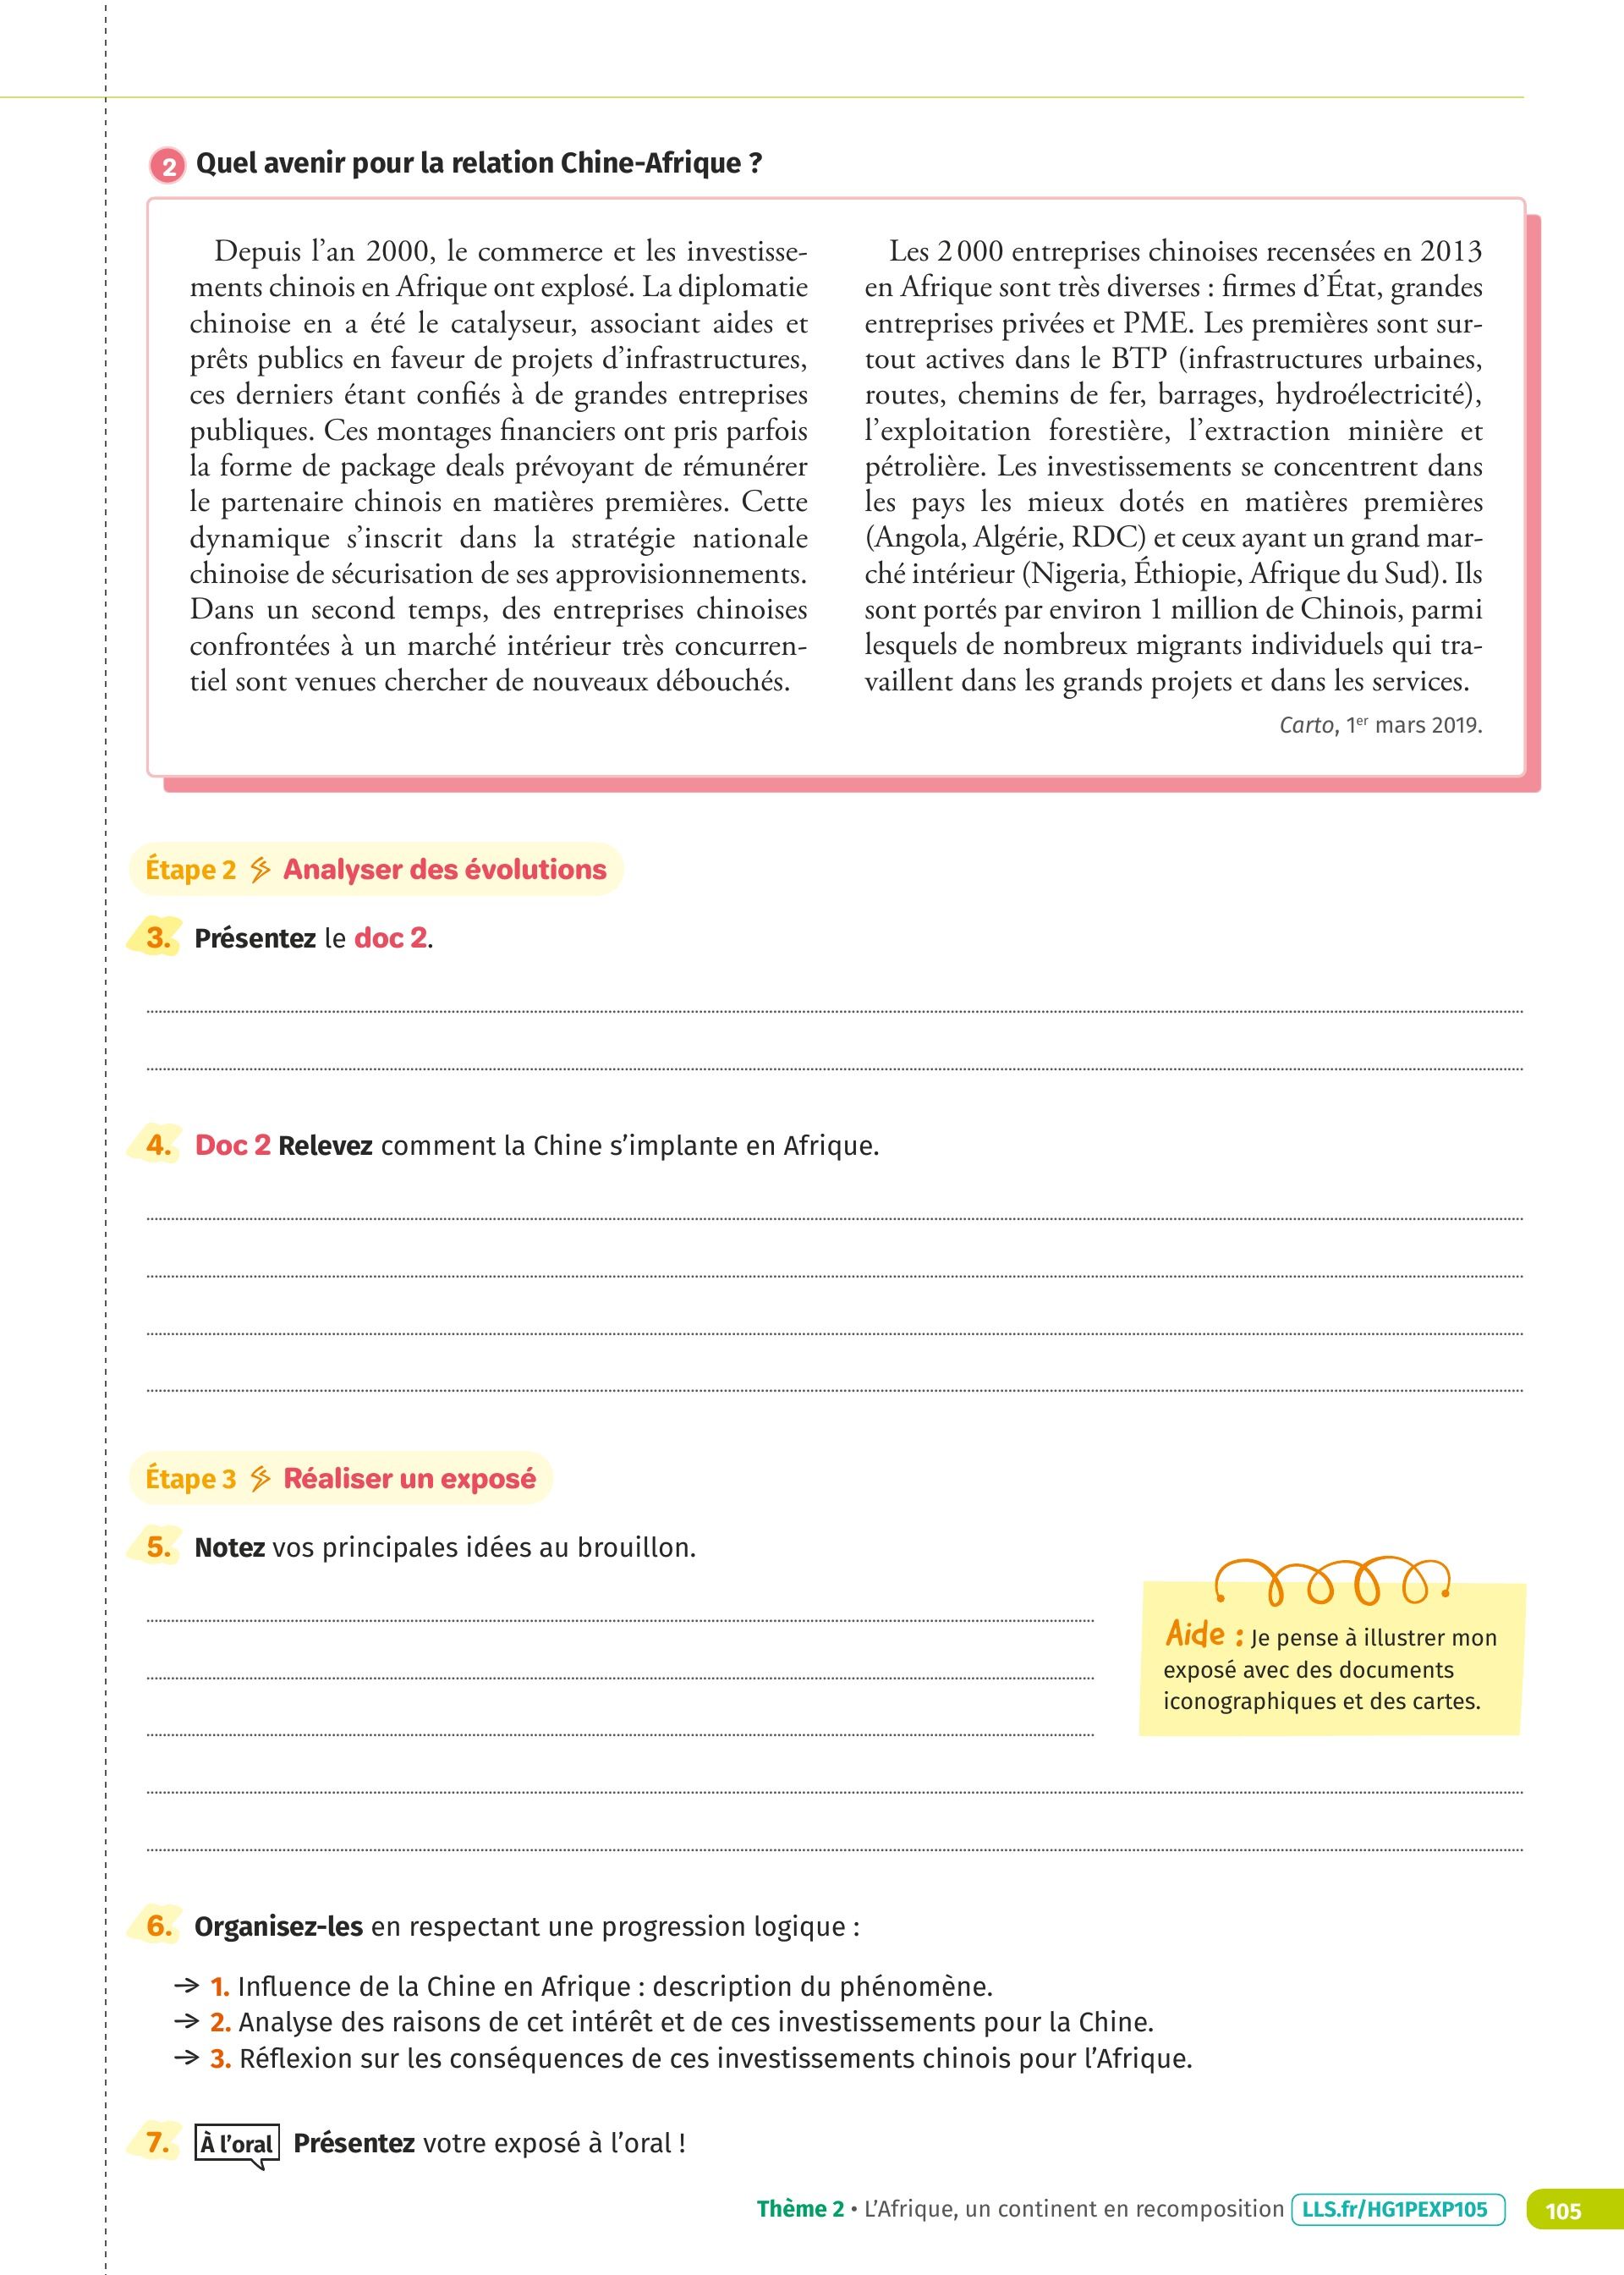 2 Quel avenir pour la relation Chine-Afrique ?
Depuis l’an 2000, le commerce et les investisse-
ments chinois en Afrique ont explosé. La diplomatie
chinoise en a été le catalyseur, associant aides et
prêts publics en faveur de projets d’infrastructures,
ces derniers étant confiés à de grandes entreprises
publiques. Ces montages financiers ont pris parfois
la forme de package deals prévoyant de rémunérer
le partenaire chinois en matières premières. Cette
dynamique s’inscrit dans la stratégie nationale
chinoise de sécurisation de ses approvisionnements.
Dans un second temps, des entreprises chinoises
confrontées à un marché intérieur très concurren-
tiel sont venues chercher de nouveaux débouchés.
Les 2 000 entreprises chinoises recensées en 2013
en Afrique sont très diverses : firmes d’État, grandes
entreprises privées et PME. Les premières sont sur-
tout actives dans le BTP (infrastructures urbaines,
routes, chemins de fer, barrages, hydroélectricité),
l’exploitation forestière, l’extraction minière et
pétrolière. Les investissements se concentrent dans
les pays les mieux dotés en matières premières
(Angola, Algérie, RDC) et ceux ayant un grand mar-
ché intérieur (Nigeria, Éthiopie, Afrique du Sud). Ils
sont portés par environ 1 million de Chinois, parmi
lesquels de nombreux migrants individuels qui tra-
vaillent dans les grands projets et dans les services.
Carto, 1er mars 2019.
Étape 2 Analyser des évolutions
3. Présentez le doc 2.
4. Doc 2 Relevez comment la Chine s’implante en Afrique.
Étape 3 Réaliser un exposé
5. Notez vos principales idées au brouillon.
Aide : Je pense à illustrer mon
exposé avec des documents
iconographiques et des cartes.
6. Organisez-les en respectant une progression logique :
→ 1. Influence de la Chine en Afrique : description du phénomène.
→ 2. Analyse des raisons de cet intérêt et de ces investissements pour la Chine.
→ 3. Réflexion sur les conséquences de ces investissements chinois pour l’Afrique.
7. À l’oral Présentez votre exposé à l’oral !
Thème 2 • L’Afrique, un continent en recomposition LLS.fr/HG1PEXP105 105